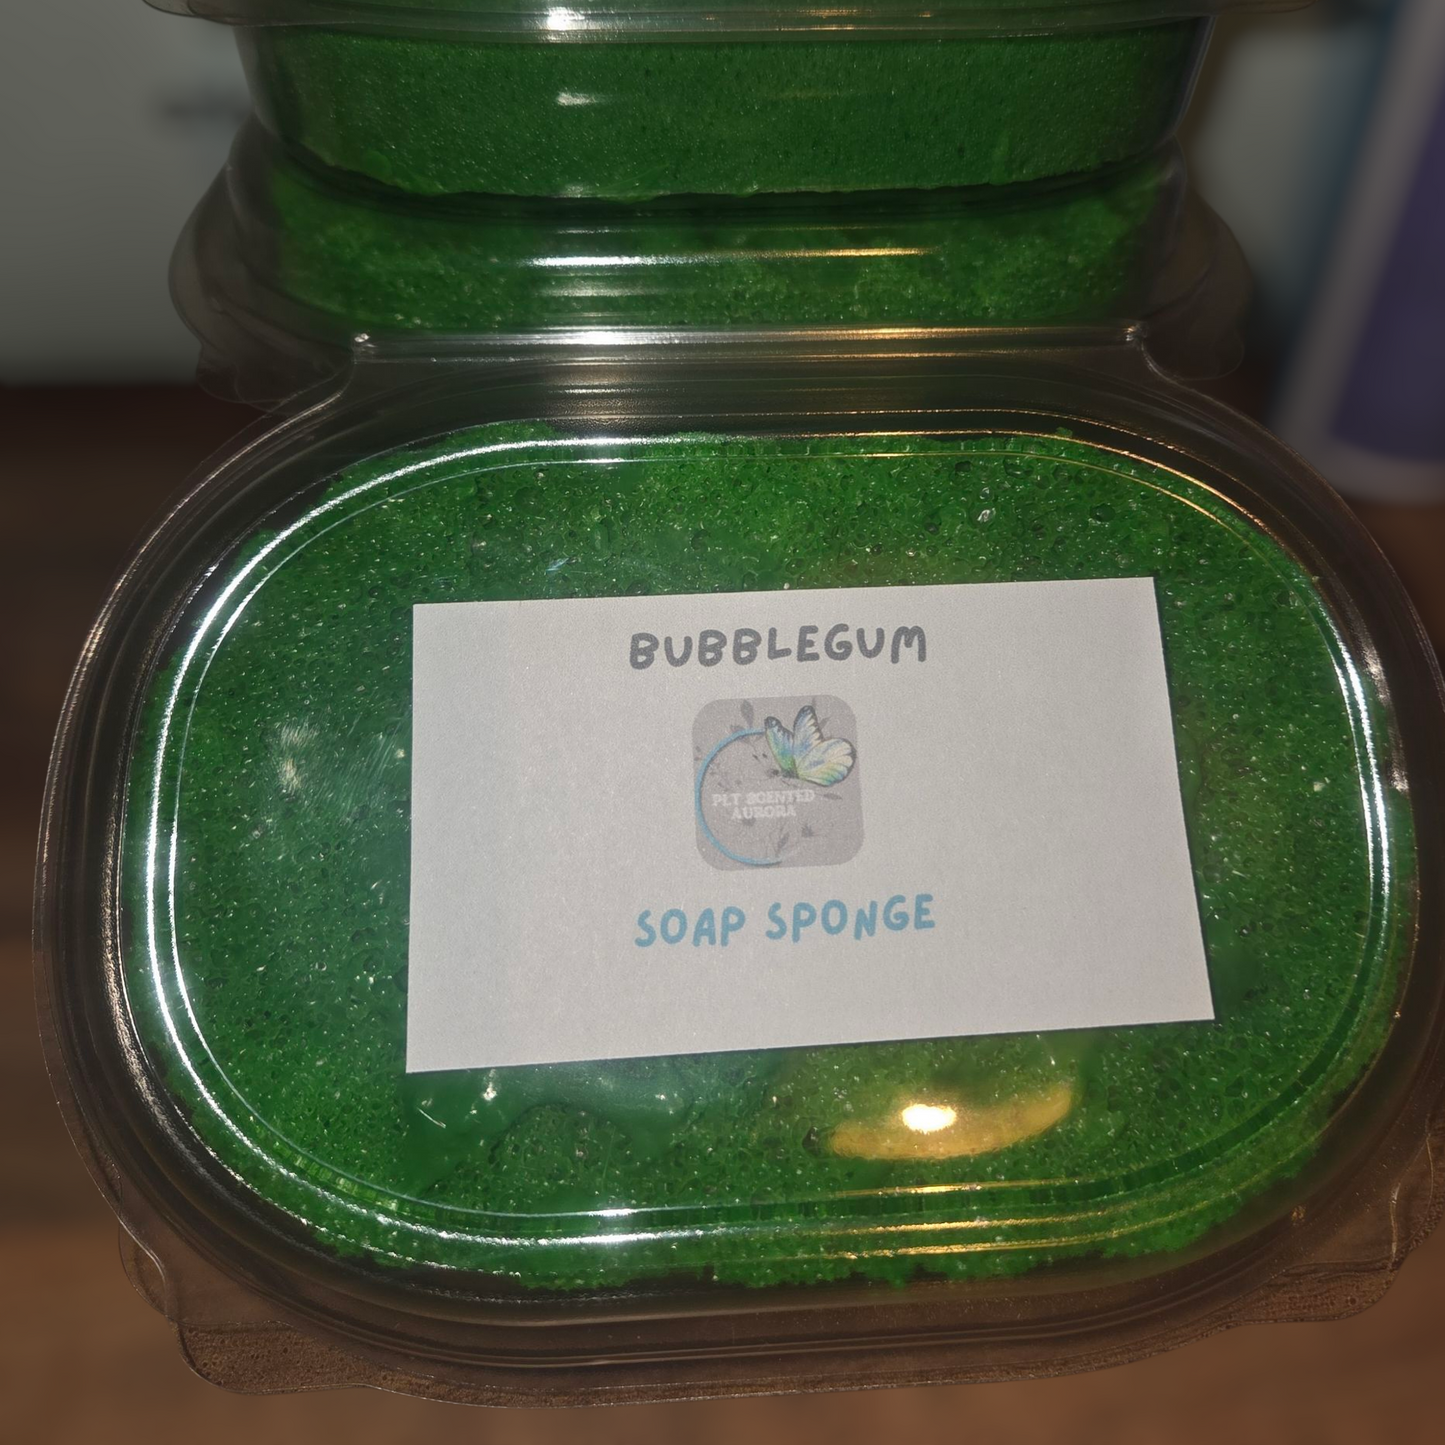 BUBBLEGUM
PLT SCENTED
AURORA
SOAP SPONGE